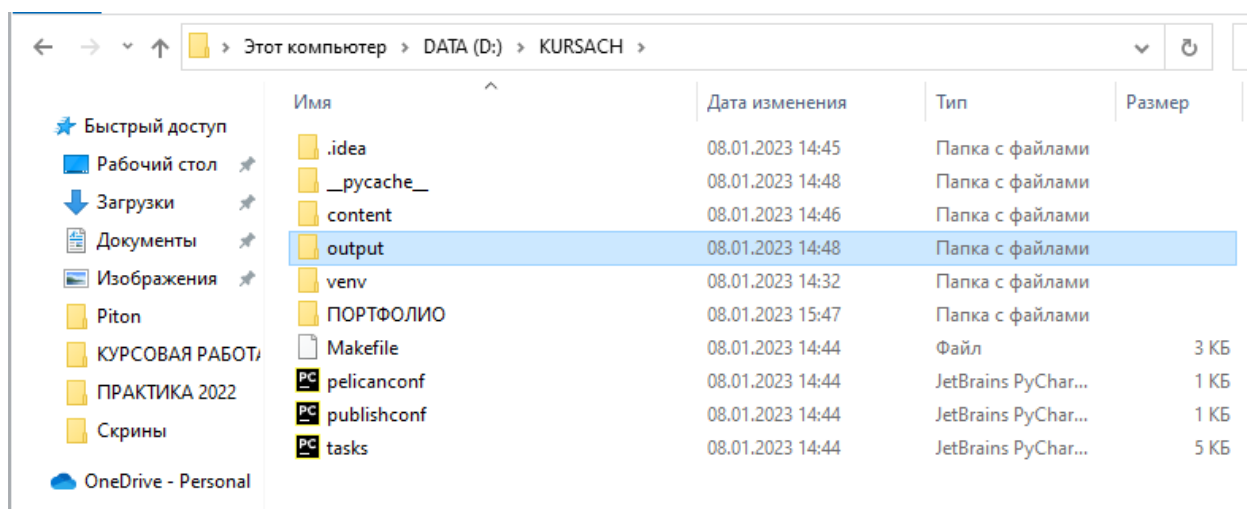 Этот компьютер > DATA (D:) > KURSACH >
Имя Дата изменения Тип Размер
Быстрый доступ
Рабочий стол
Загрузки
Документы
Изображения
Piton
КУРСОВАЯ РАБОТА
ПРАКТИКА 2022
Скрины
OneDrive - Personal
.idea 08.01.2023 14:45 Папка с файлами
__pycache__ 08.01.2023 14:48 Папка с файлами
content 08.01.2023 14:46 Папка с файлами
output 08.01.2023 14:48 Папка с файлами
venv 08.01.2023 14:32 Папка с файлами
ПОРТФОЛИО 08.01.2023 15:47 Папка с файлами
Makefile 08.01.2023 14:44 Файл 3 КБ
PC pelicanconf 08.01.2023 14:44 JetBrains PyChar... 1 КБ
PC publishconf 08.01.2023 14:44 JetBrains PyChar... 1 КБ
PC tasks 08.01.2023 14:44 JetBrains PyChar... 5 КБ